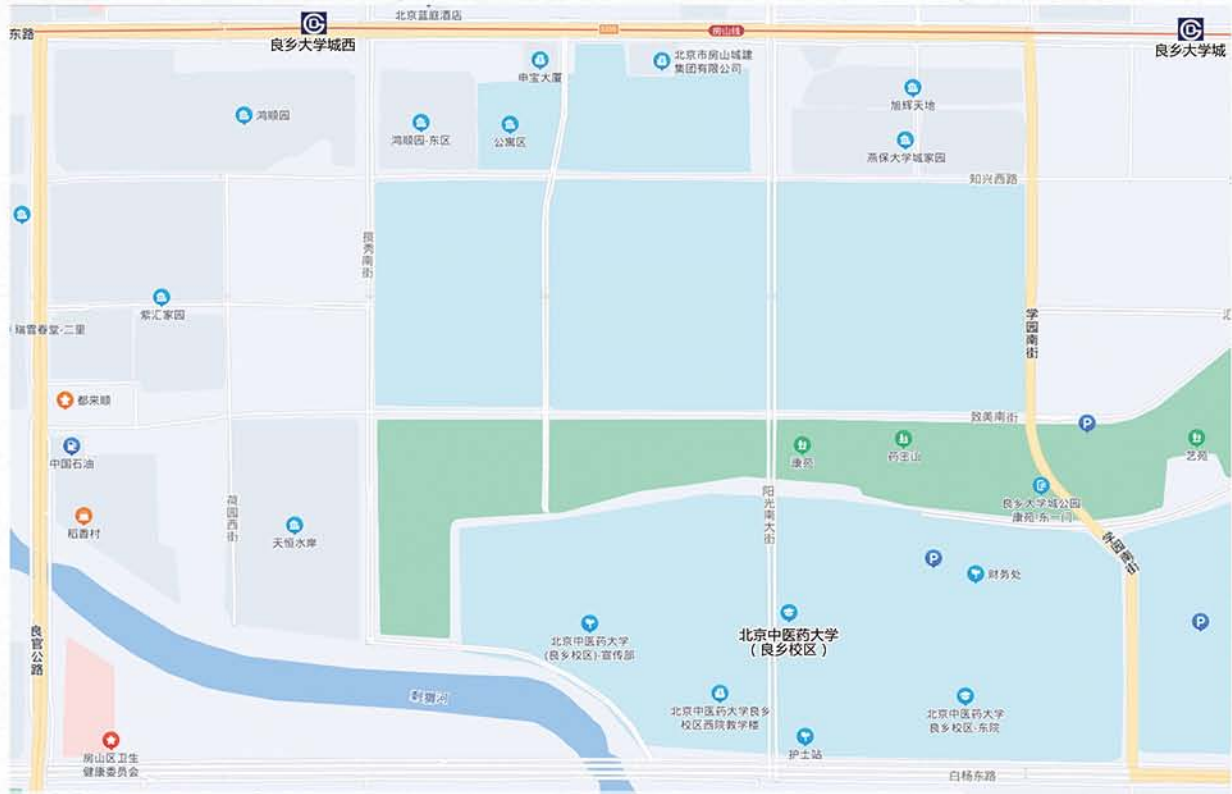 北京蓝庭酒店
东路
良乡大学城西
房山线
良乡大学城
申宝大厦
北京市房山城建
集团有限公司
鸿顺园
旭辉天地
鸿顺园-东区
公寓区
燕保大学城家园
知兴西路
揽秀南街
紫汇家园
瑞雪春堂-二里
学园南街
汇
都来顺
致美南街
P
中国石油
康苑
药王山
艺苑
阳光南大街
荷园西街
良乡大学城公园
康苑-东一门
稻香村
天恒水岸
学园南街
P
财务处
北京中医药大学
(良乡校区)-宣传部
北京中医药大学
(良乡校区)
P
良官公路
刺猬河
北京中医药大学良乡
校区西院教学楼
北京中医药大学
良乡校区-东院
护士站
房山区卫生
健康委员会
白杨东路